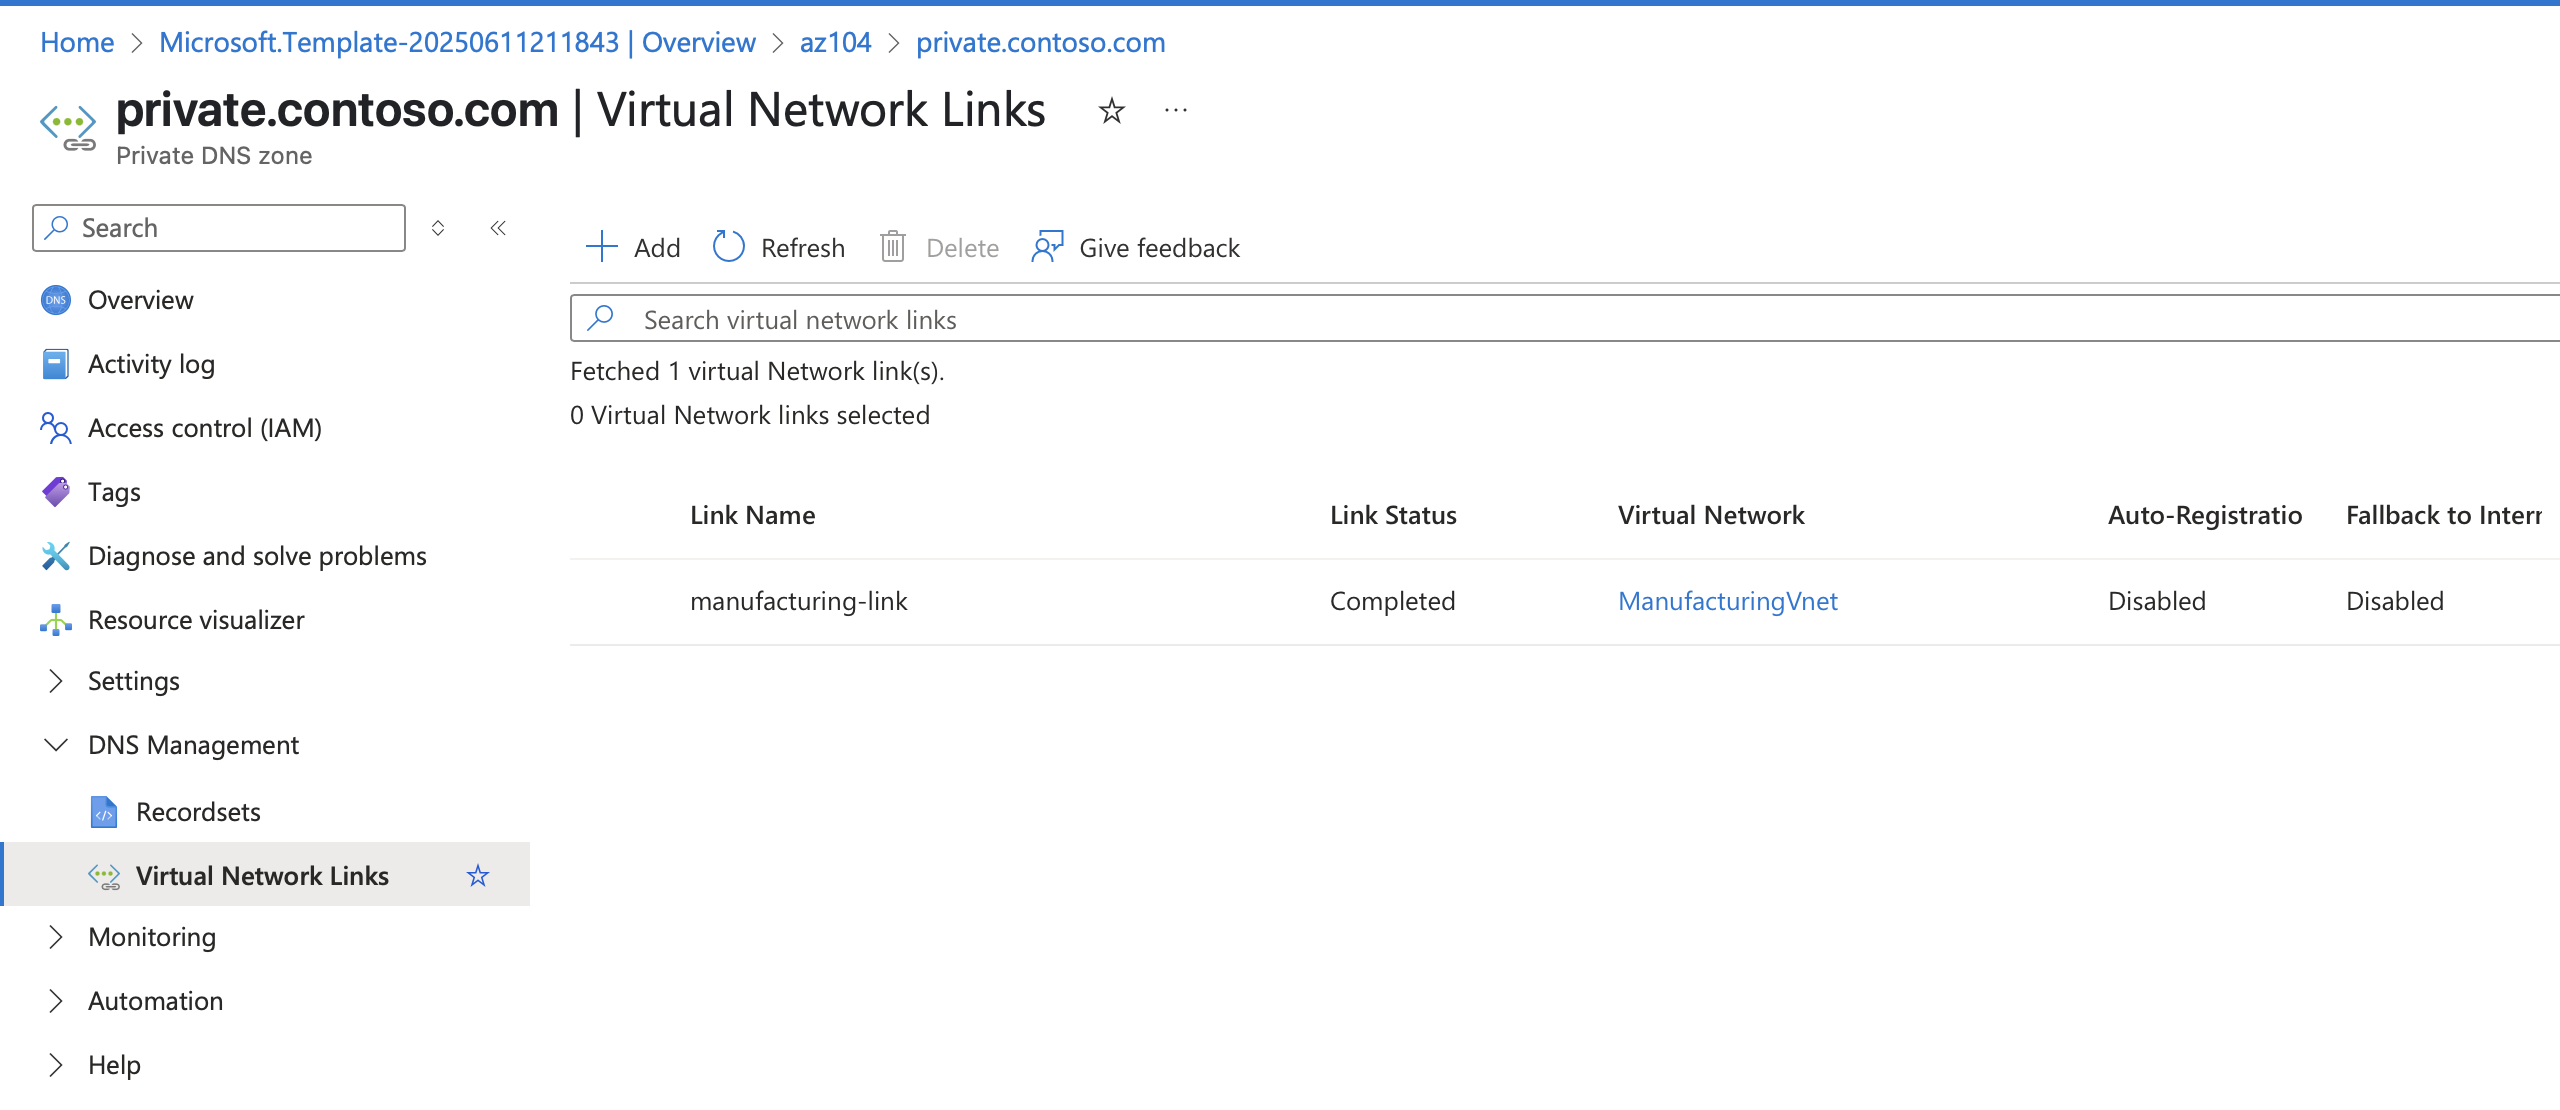 Home > Microsoft.Template-20250611211843 | Overview > az104 > private.contoso.com
private.contoso.com | Virtual Network Links
Private DNS zone
Search
Overview
Activity log
Access control (IAM)
Tags
Diagnose and solve problems
Resource visualizer
Settings
DNS Management
Recordsets
Virtual Network Links
Monitoring
Automation
Help
Add Refresh Delete Give feedback
Search virtual network links
Fetched 1 virtual Network link(s).
0 Virtual Network links selected
Link Name Link Status Virtual Network Auto-Registratio Fallback to Intern
manufacturing-link Completed ManufacturingVnet Disabled Disabled